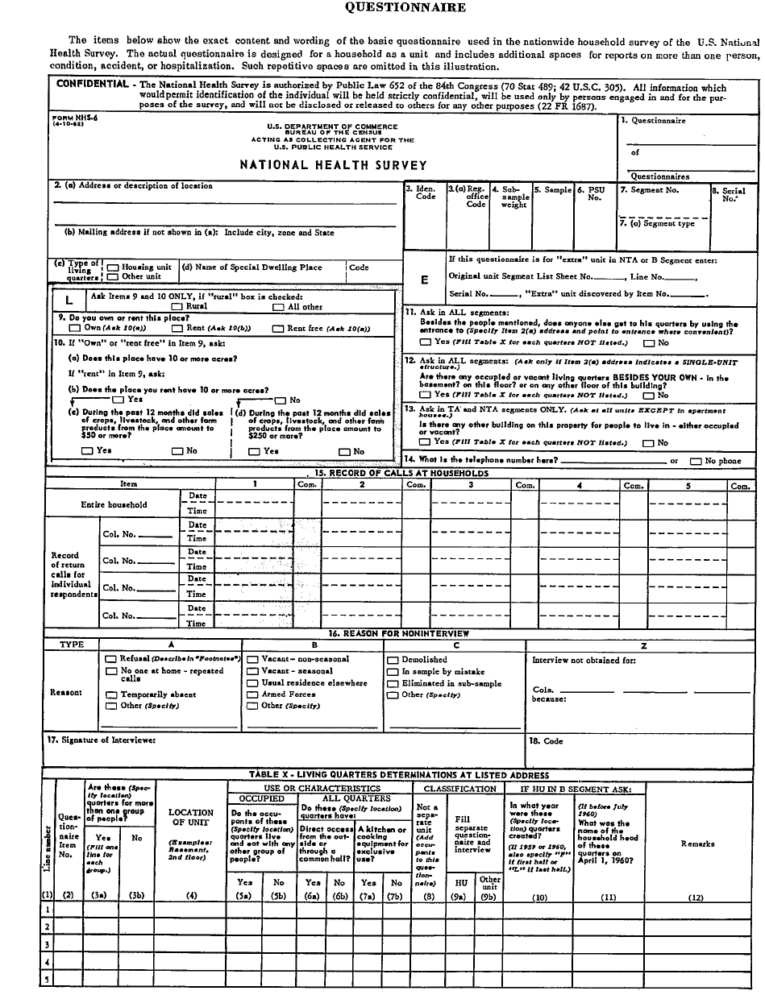 QUESTIONNAIRE
The items below show the exact content and wording of the basic questionnaire used in the nationwide household survey of the U.S. National
Health Survey. The actual questionnaire is designed for a household as a unit and includes additional spaces for reports on more than one person,
condition, accident, or hospitalization. Such repetitive spaces are omitted in this illustration.
CONFIDENTIAL - The National Health Survey is authorized by Public Law 652 of the 84th Congress (70 Stat 489; 42 U.S.C. 305). All information which
would permit identification of the individual will be held strictly confidential, will be used only by persons engaged in and for the pur-
poses of the survey, and will not be disclosed or released to others for any other purposes (22 FR 1687).
FORM NHS-6
(4-10-62)
U.S. DEPARTMENT OF COMMERCE
BUREAU OF THE CENSUS
ACTING AS COLLECTING AGENT FOR THE
U.S. PUBLIC HEALTH SERVICE
NATIONAL HEALTH SURVEY
1. Questionnaire
of
Questionnaires
2. (a) Address or description of location
(b) Mailing address if not shown in (a): Include city, zone and State
3. Iden.
Code
3.(a) Reg.
office
Code
4. Sub-
sample
weight
5. Sample
6. PSU
No.
7. Segment No.
7. (a) Segment type
8. Serial
No.
(c) Type of
living
quarters
Housing unit
Other unit
(d) Name of Special Dwelling Place
Code
E
If this questionnaire is for "extra" unit in NTA or B Segment enter:
Original unit Segment List Sheet No. , Line No. ,
Serial No. , "Extra" unit discovered by Item No. .
L
Ask Items 9 and 10 ONLY, if "rural" box is checked:
Rural All other
9. Do you own or rent this place?
Own (Ask 10(a)) Rent (Ask 10(b)) Rent free (Ask 10(a))
10. If "Own" or "rent free" in Item 9, ask:
(a) Does this place have 10 or more acres?
If "rent" in Item 9, ask:
(b) Does the place you rent have 10 or more acres?
Yes No
(c) During the past 12 months did sales
of crops, livestock, and other farm
products from the place amount to
$50 or more?
Yes No
(d) During the past 12 months did sales
of crops, livestock, and other farm
products from the place amount to
$250 or more?
Yes No
11. Ask in ALL segments:
Besides the people mentioned, does anyone else get to his quarters by using the
entrance to (Specify Item 2(a) address and point to entrance where convenient)?
Yes (Fill Table X for each quarters NOT listed.) No
12. Ask in ALL segments: (Ask only if Item 2(a) address indicates a SINGLE-UNIT
structure.)
Are there any occupied or vacant living quarters BESIDES YOUR OWN - in the
basement? on this floor? or on any other floor of this building?
Yes (Fill Table X for each quarters NOT listed.) No
13. Ask in TA and NTA segments ONLY. (Ask at all units EXCEPT in apartment
houses.)
Is there any other building on this property for people to live in - either occupied
or vacant?
Yes (Fill Table X for each quarters NOT listed.) No
14. What is the telephone number here? or No phone
15. RECORD OF CALLS AT HOUSEHOLDS
Item 1 Com. 2 Com. 3 Com. 4 Com. 5 Com.
Entire household
Date
Time
Record
of return
calls for
individual
respondents
Col. No.
Date
Time
Col. No.
Date
Time
Col. No.
Date
Time
Col. No.
Date
Time
16. REASON FOR NONINTERVIEW
TYPE A B C Z
Reason:
Refusal (Describe in "Footnotes")
No one at home - repeated
calls
Temporarily absent
Other (Specify)
Vacant - non-seasonal
Vacant - seasonal
Usual residence elsewhere
Armed Forces
Other (Specify)
Demolished
In sample by mistake
Eliminated in sub-sample
Other (Specify)
Interview not obtained for:
Cols.
because:
17. Signature of Interviewer:
18. Code
TABLE X - LIVING QUARTERS DETERMINATIONS AT LISTED ADDRESS
Line number
Ques-
tion-
naire
Item
No.
Are these (Spec-
ify location)
quarters for more
than one group
of people?
Yes
(Fill one
line for
each
group.)
No
LOCATION
OF UNIT
(Examples:
Basement,
2nd floor)
USE OR CHARACTERISTICS
OCCUPIED
Do the occu-
pants of these
(Specify location)
quarters live
and eat with any
other group of
people?
Yes No
ALL QUARTERS
Do these (Specify location)
quarters have:
Direct access
from the out-
side or
through a
common hall?
Yes No
A kitchen or
cooking
equipment for
exclusive
use?
Yes No
CLASSIFICATION
Not a
sepa-
rate
unit
(Add
occu-
pants
to this
ques-
tion-
naire)
Fill
separate
question-
naire and
interview
HU
Other
unit
IF HU IN B SEGMENT ASK:
In what year
were these
(Specify loca-
tion) quarters
created?
(If 1959 or 1960,
also specify "F"
if first half or
"L" if last half.)
(If before July
1960)
What was the
name of the
household head
of these
quarters on
April 1, 1960?
Remarks
(1) (2) (3a) (3b) (4) (5a) (5b) (6a) (6b) (7a) (7b) (8) (9a) (9b) (10) (11) (12)
1
2
3
4
5